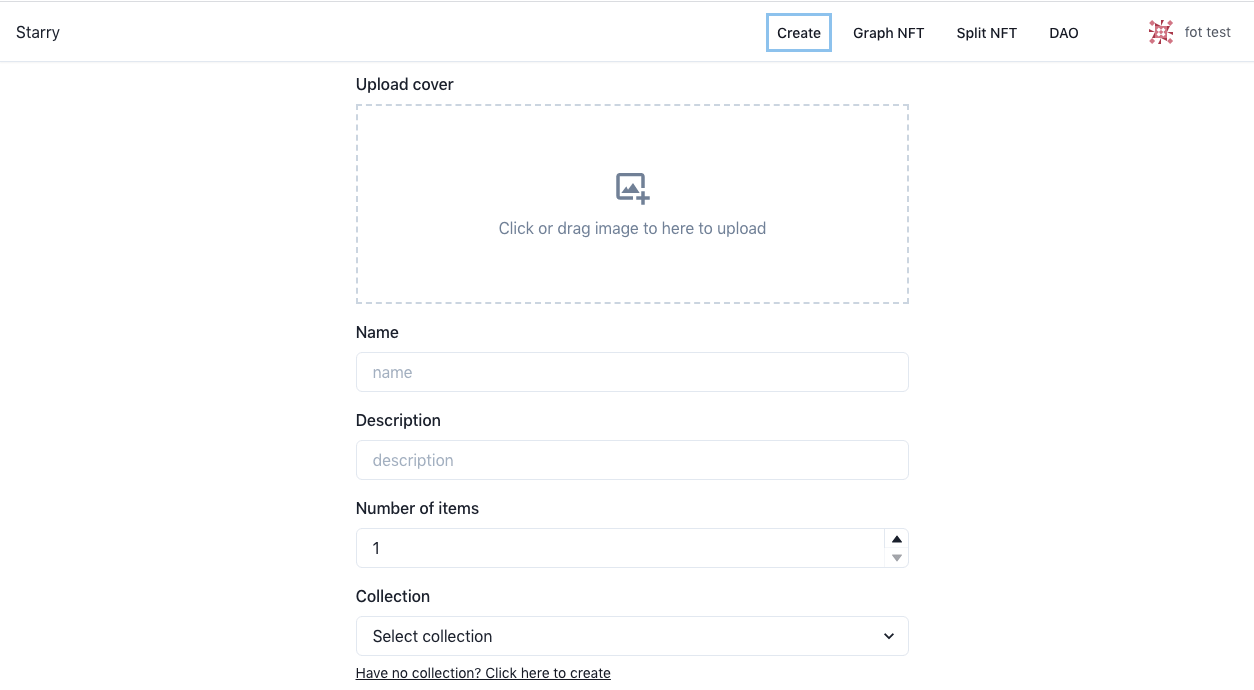 Starry
Create
Graph NFT
Split NFT
DAO
fot test
Upload cover
Click or drag image to here to upload
Name
name
Description
description
Number of items
1
Collection
Select collection
Have no collection? Click here to create